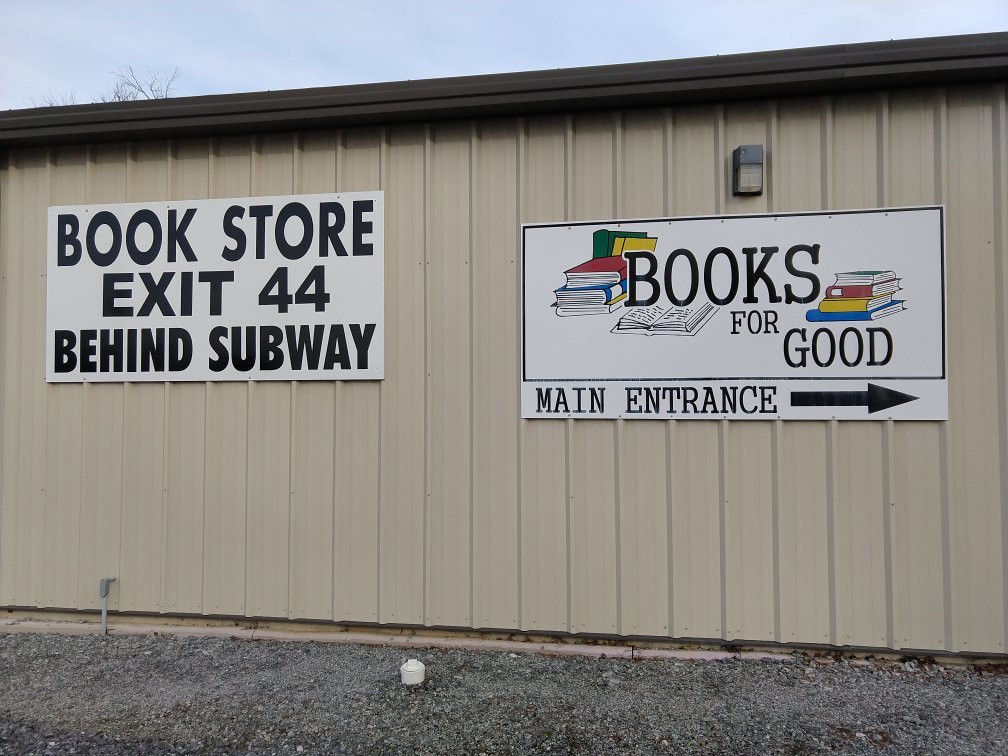 BOOK STORE
EXIT 44
BEHIND SUBWAY
BOOKS
FOR
GOOD
MAIN ENTRANCE